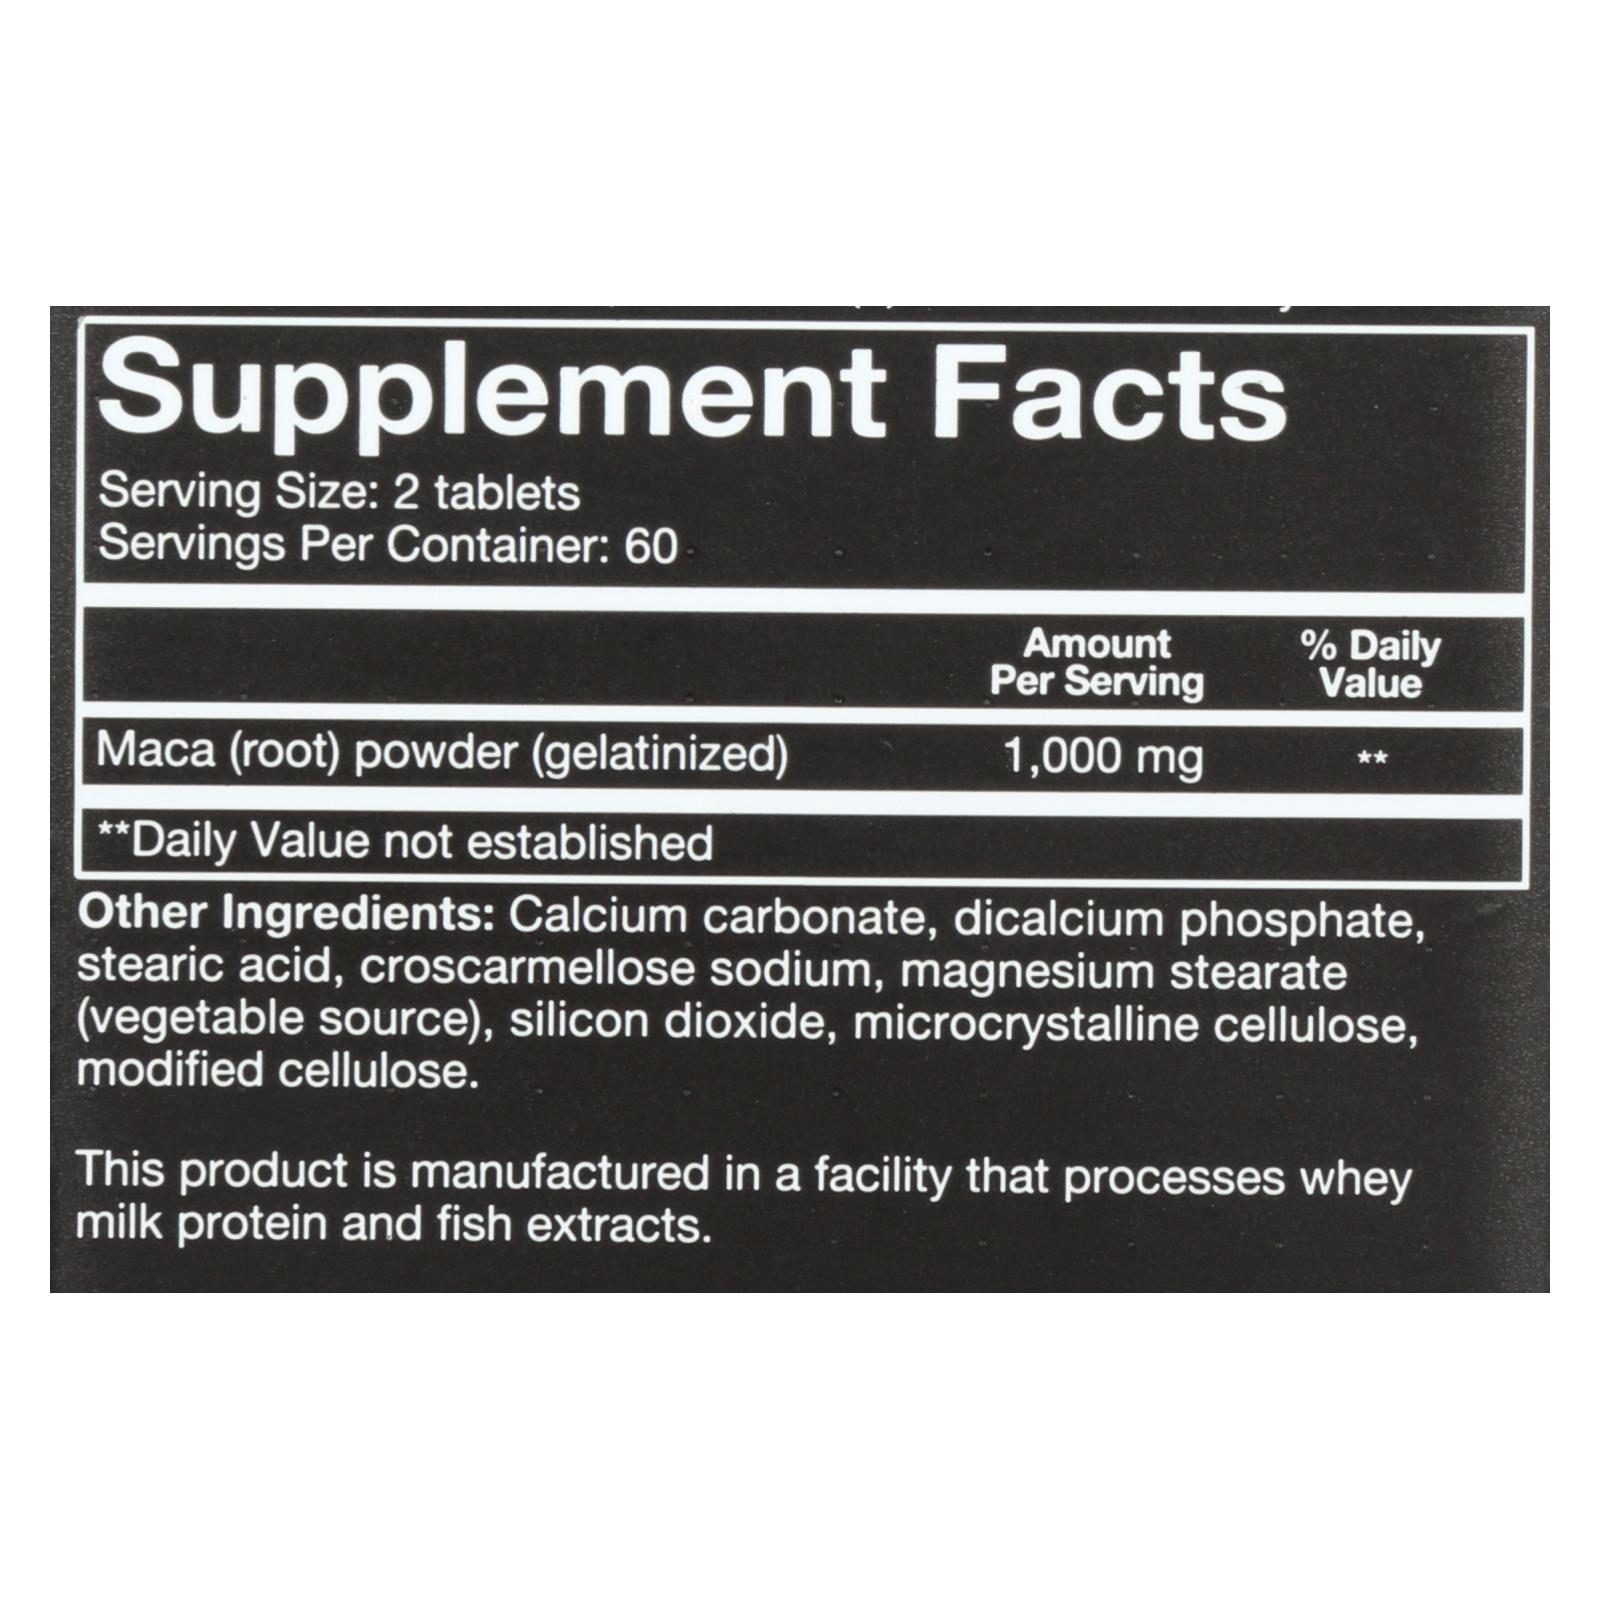 Supplement Facts
Serving Size: 2 tablets
Servings Per Container: 60
Amount
Per Serving
% Daily
Value
Maca (root) powder (gelatinized) 1,000 mg **
**Daily Value not established
Other Ingredients: Calcium carbonate, dicalcium phosphate,
stearic acid, croscarmellose sodium, magnesium stearate
(vegetable source), silicon dioxide, microcrystalline cellulose,
modified cellulose.
This product is manufactured in a facility that processes whey
milk protein and fish extracts.